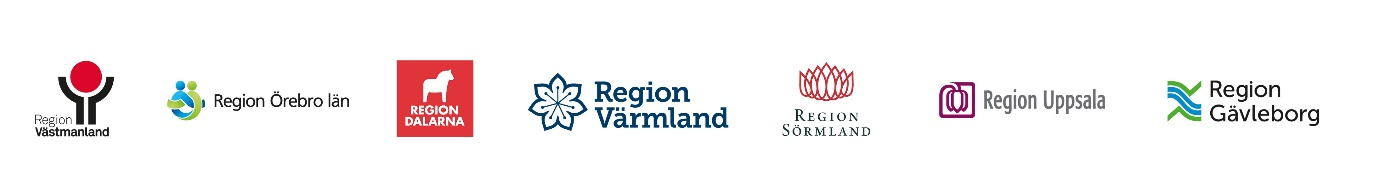 Region
Västmanland
Region Örebro län
REGION
DALARNA
Region
Värmland
REGION
SÖRMLAND
Region Uppsala
Region
Gävleborg